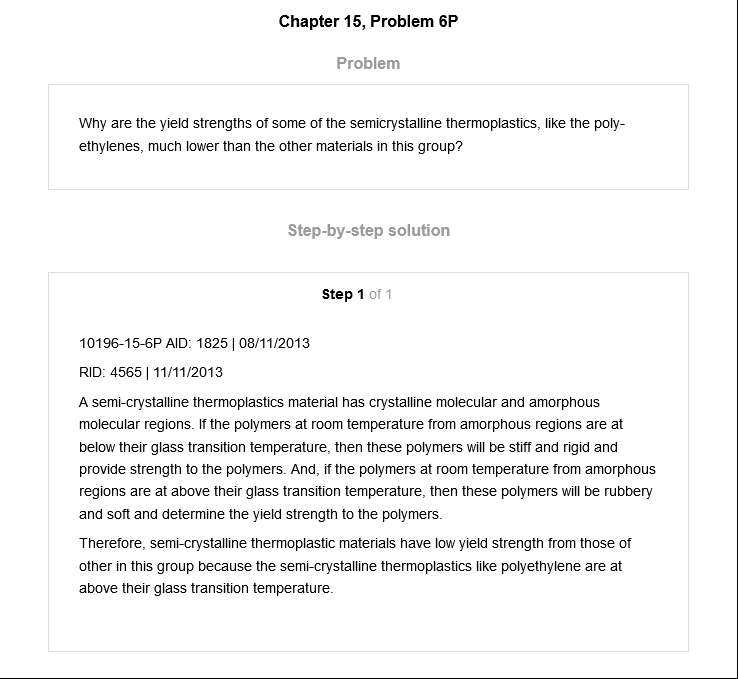 Chapter 15, Problem 6P
Problem
Why are the yield strengths of some of the semicrystalline thermoplastics, like the poly-
ethylenes, much lower than the other materials in this group?
Step-by-step solution
Step 1 of 1
10196-15-6P AID: 1825 | 08/11/2013
RID: 4565 | 11/11/2013
A semi-crystalline thermoplastics material has crystalline molecular and amorphous
molecular regions. If the polymers at room temperature from amorphous regions are at
below their glass transition temperature, then these polymers will be stiff and rigid and
provide strength to the polymers. And, if the polymers at room temperature from amorphous
regions are at above their glass transition temperature, then these polymers will be rubbery
and soft and determine the yield strength to the polymers.
Therefore, semi-crystalline thermoplastic materials have low yield strength from those of
other in this group because the semi-crystalline thermoplastics like polyethylene are at
above their glass transition temperature.